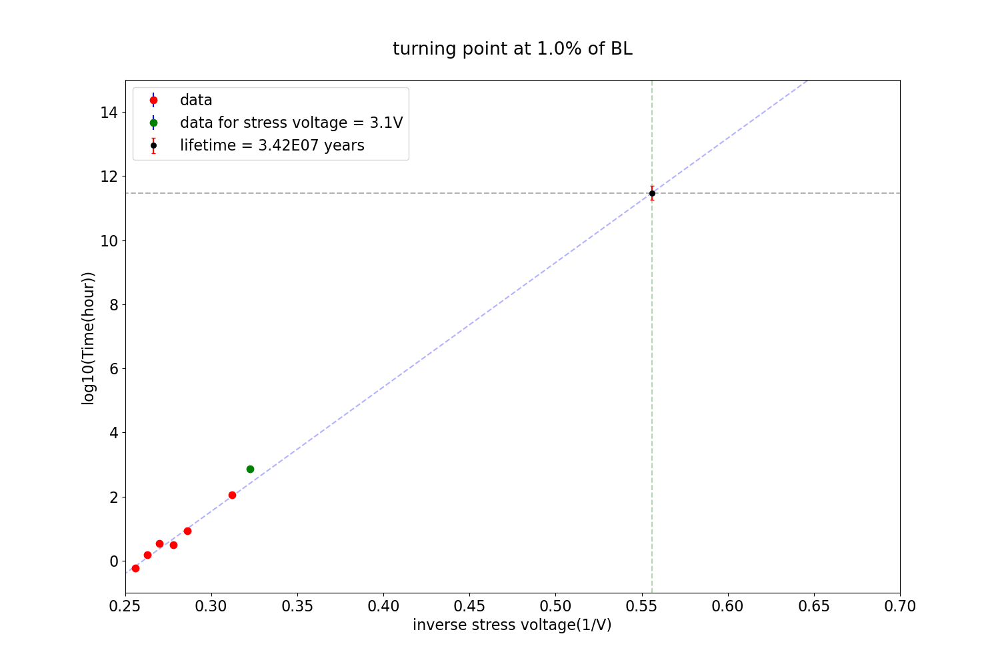 turning point at 1.0% of BL
data
data for stress voltage = 3.1V
lifetime = 3.42E07 years
14
12
10
8
6
4
2
0
log10(Time(hour))
0.25 0.30 0.35 0.40 0.45 0.50 0.55 0.60 0.65 0.70
inverse stress voltage(1/V)